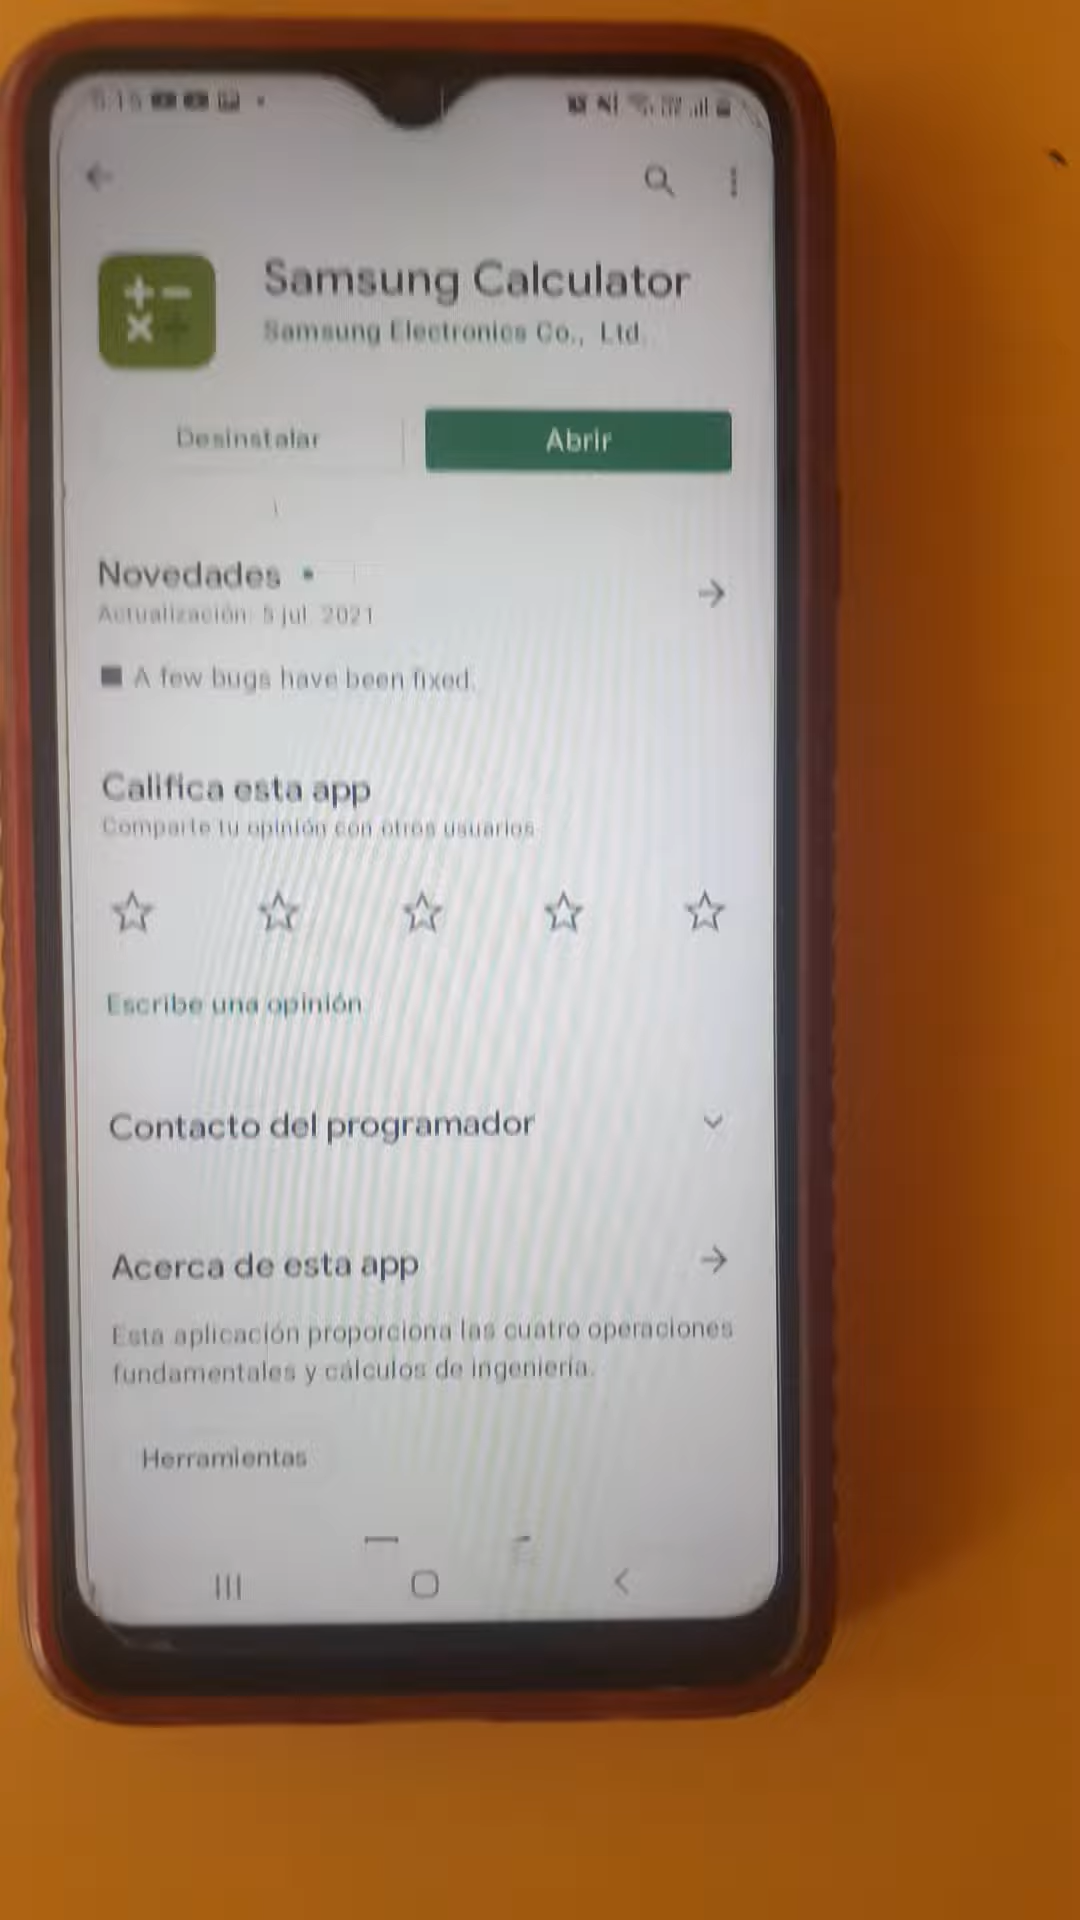 5:15
Samsung Calculator
Samsung Electronics Co., Ltd.
Desinstalar
Abrir
Novedades •
Actualización: 5 jul. 2021
■ A few bugs have been fixed.
Califica esta app
Comparte tu opinión con otros usuarios
Escribe una opinión
Contacto del programador
Acerca de esta app
Esta aplicación proporciona las cuatro operaciones
fundamentales y cálculos de ingeniería.
Herramientas